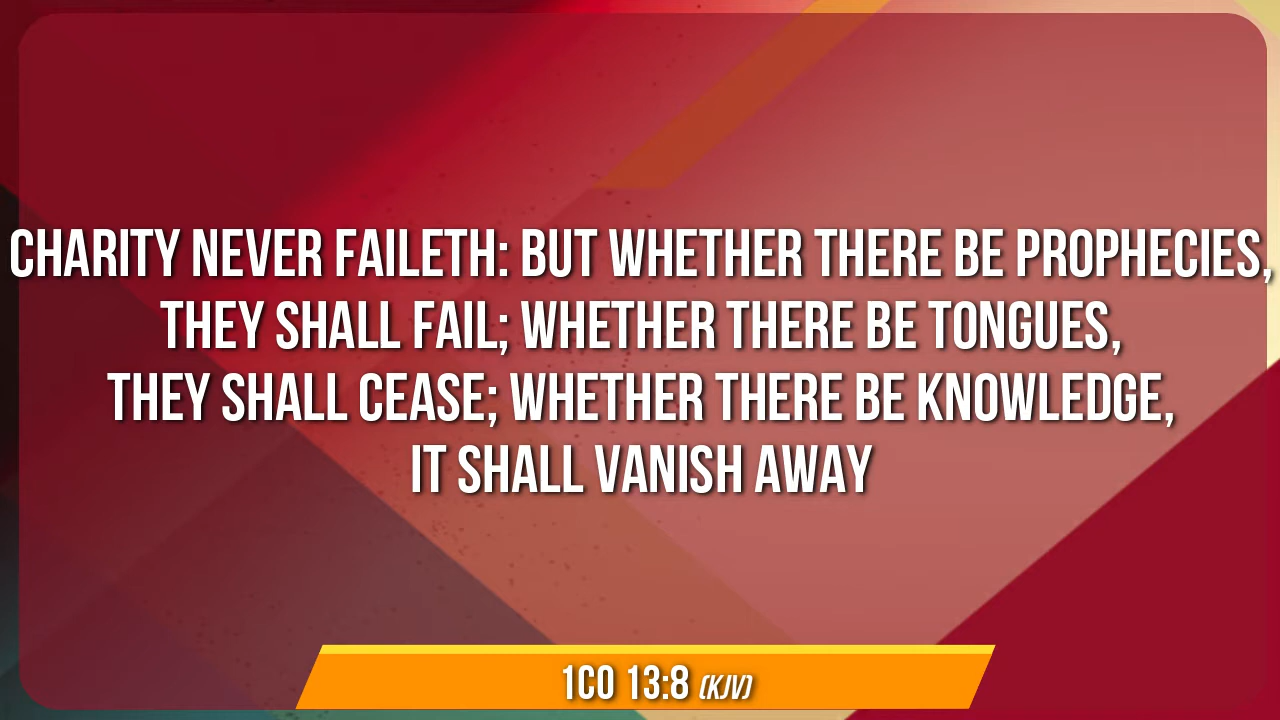 CHARITY NEVER FAILETH: BUT WHETHER THERE BE PROPHECIES,
THEY SHALL FAIL; WHETHER THERE BE TONGUES,
THEY SHALL CEASE; WHETHER THERE BE KNOWLEDGE,
IT SHALL VANISH AWAY
1CO 13:8 (KJV)